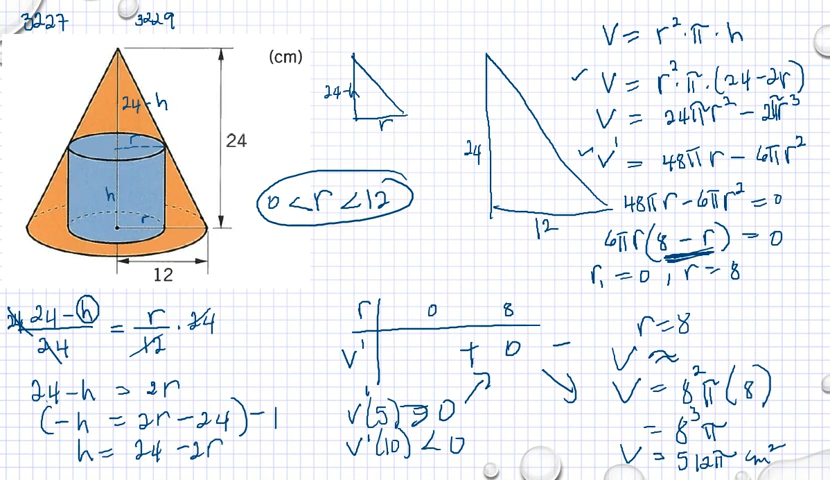 3227 3229
(cm)
24-h
r
h
r
24
12
24-h
r
24
12
0 < r < 12
V = r² · π · h
✓ V = r² · π · (24-2r)
V = 24πr² - 2πr³
✓ V' = 48πr - 6πr²
48πr - 6πr² = 0
6πr(8 - r) = 0
r₁ = 0, r = 8
24 · (24-h)/24 = r/12 · 24
24-h = 2r
(-h = 2r - 24) · -1
h = 24 - 2r
r | 0 8
V' | + 0 -
↗ ↘
V'(5) > 0
V'(10) < 0
r = 8
V ≈
V = 8²π(8)
= 8³π
V = 512π cm²